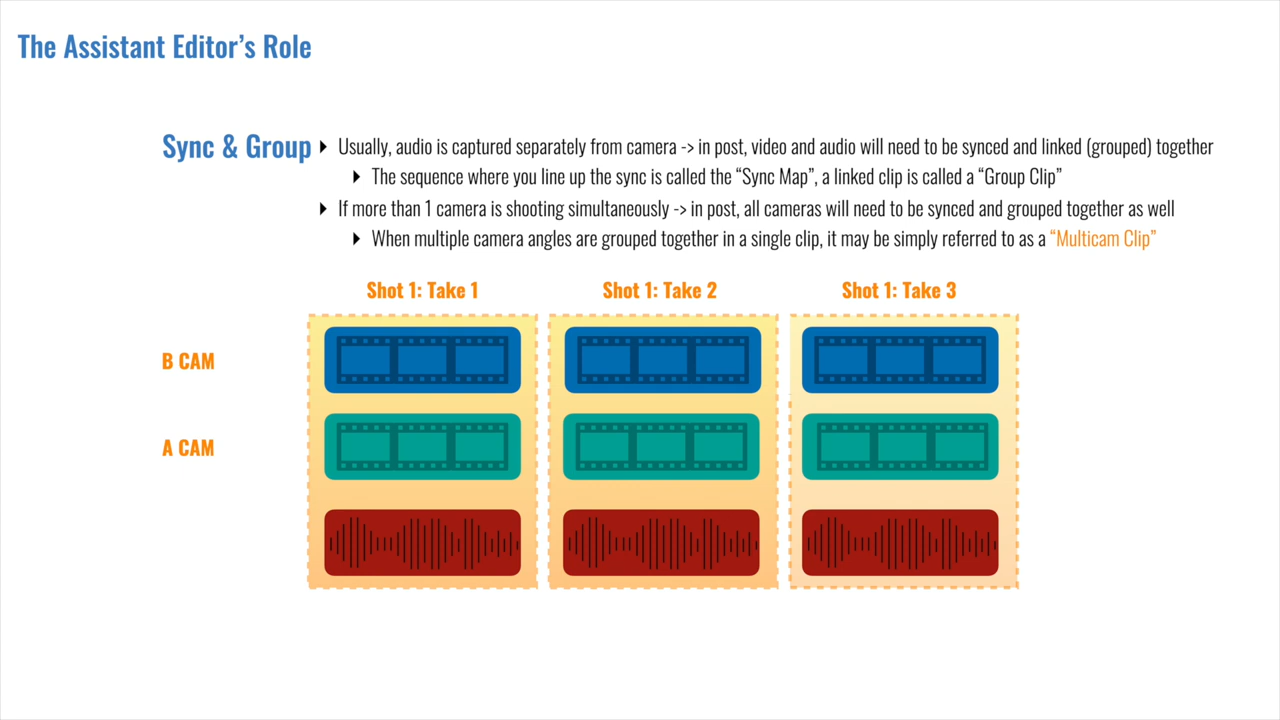 The Assistant Editor's Role
Sync & Group
Usually, audio is captured separately from camera -> in post, video and audio will need to be synced and linked (grouped) together
The sequence where you line up the sync is called the “Sync Map”, a linked clip is called a “Group Clip”
If more than 1 camera is shooting simultaneously -> in post, all cameras will need to be synced and grouped together as well
When multiple camera angles are grouped together in a single clip, it may be simply referred to as a “Multicam Clip”
Shot 1: Take 1
Shot 1: Take 2
Shot 1: Take 3
B CAM
A CAM